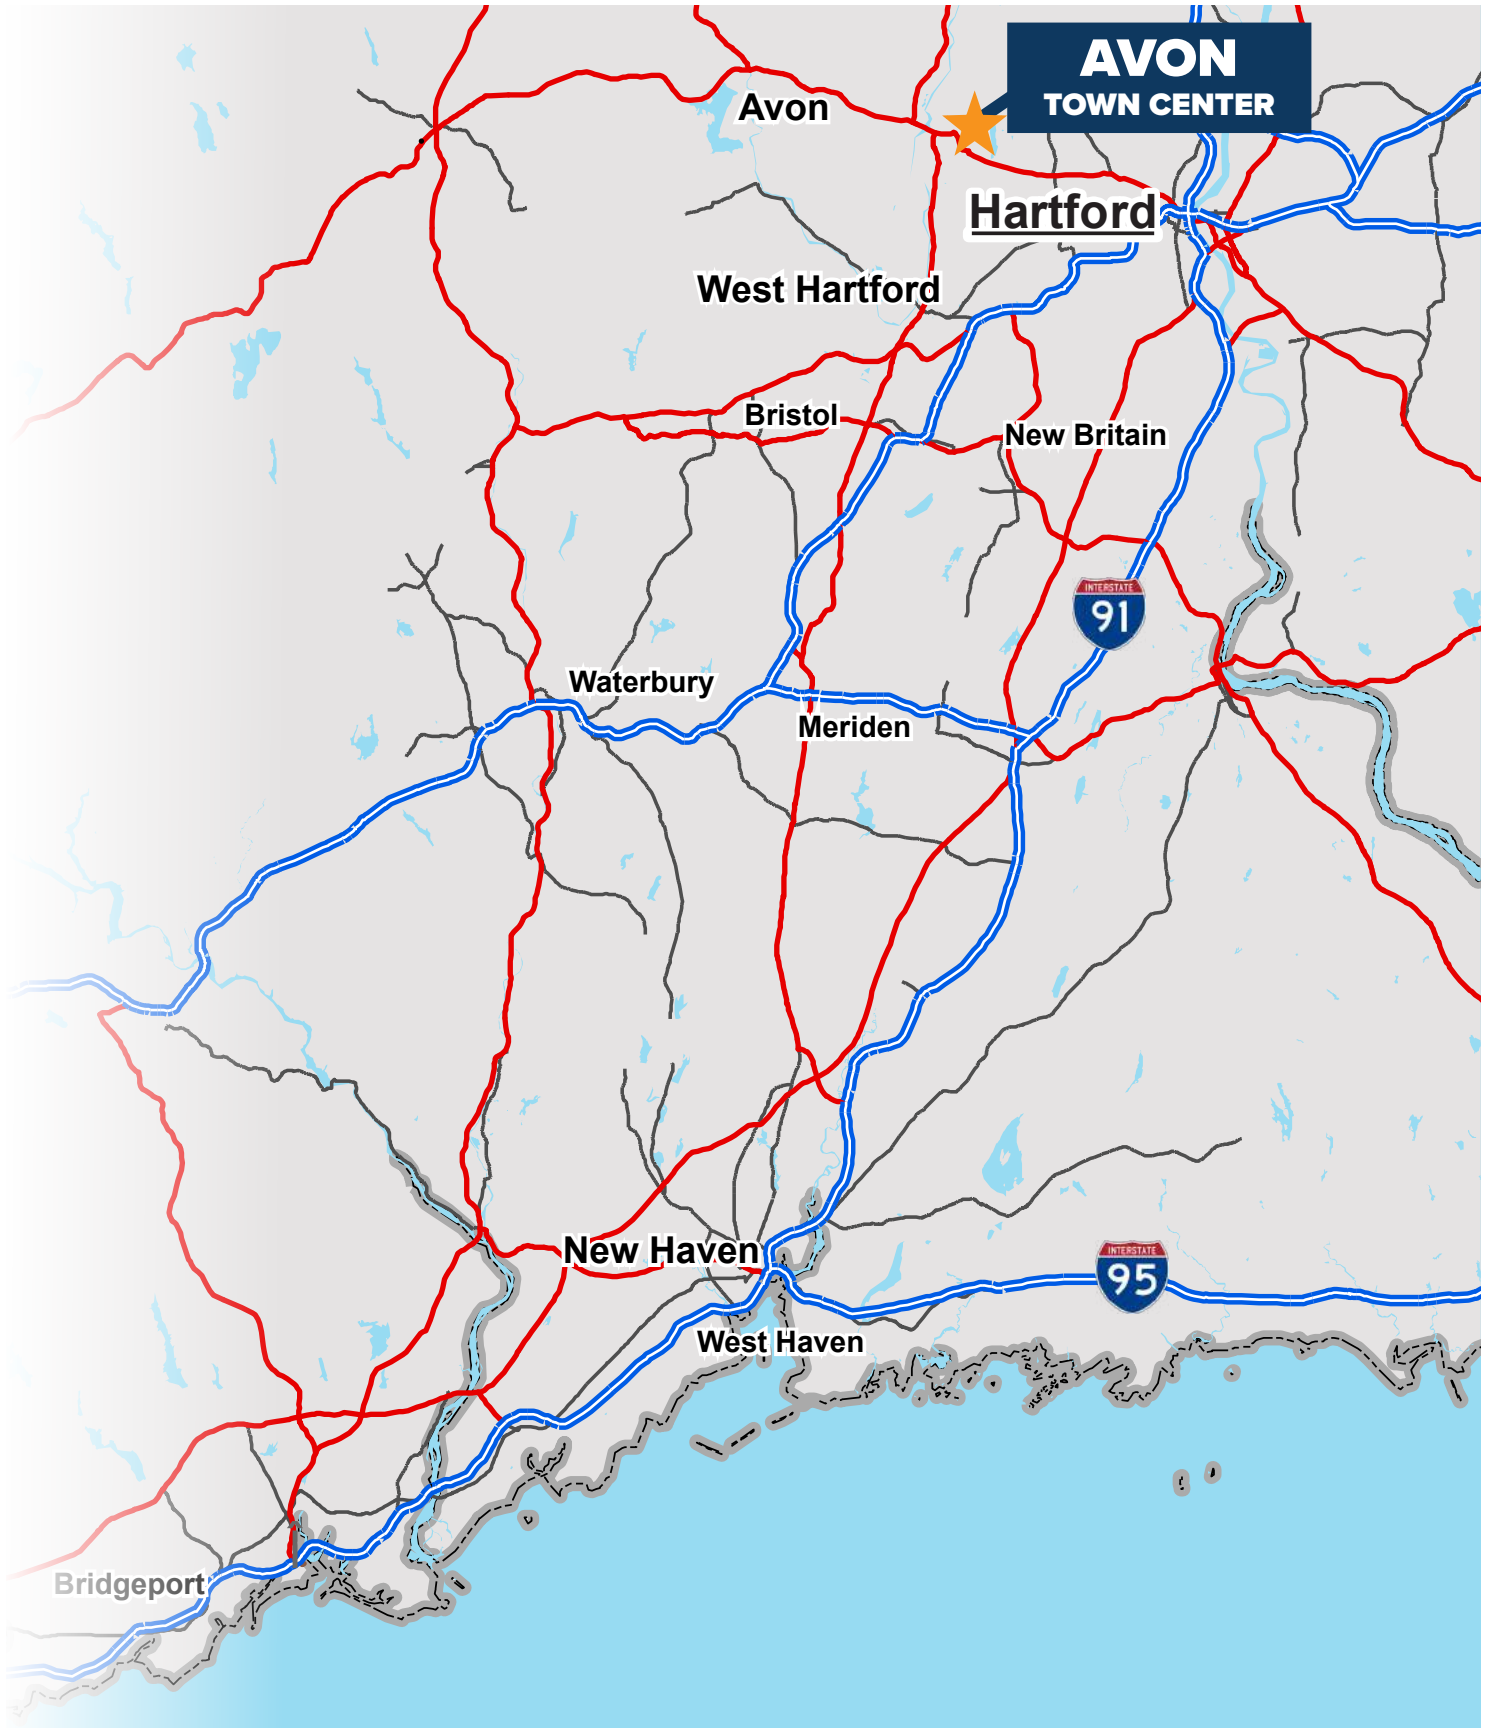 AVON
TOWN CENTER
Avon
Hartford
West Hartford
Bristol
New Britain
INTERSTATE
91
Waterbury
Meriden
New Haven
INTERSTATE
95
West Haven
Bridgeport